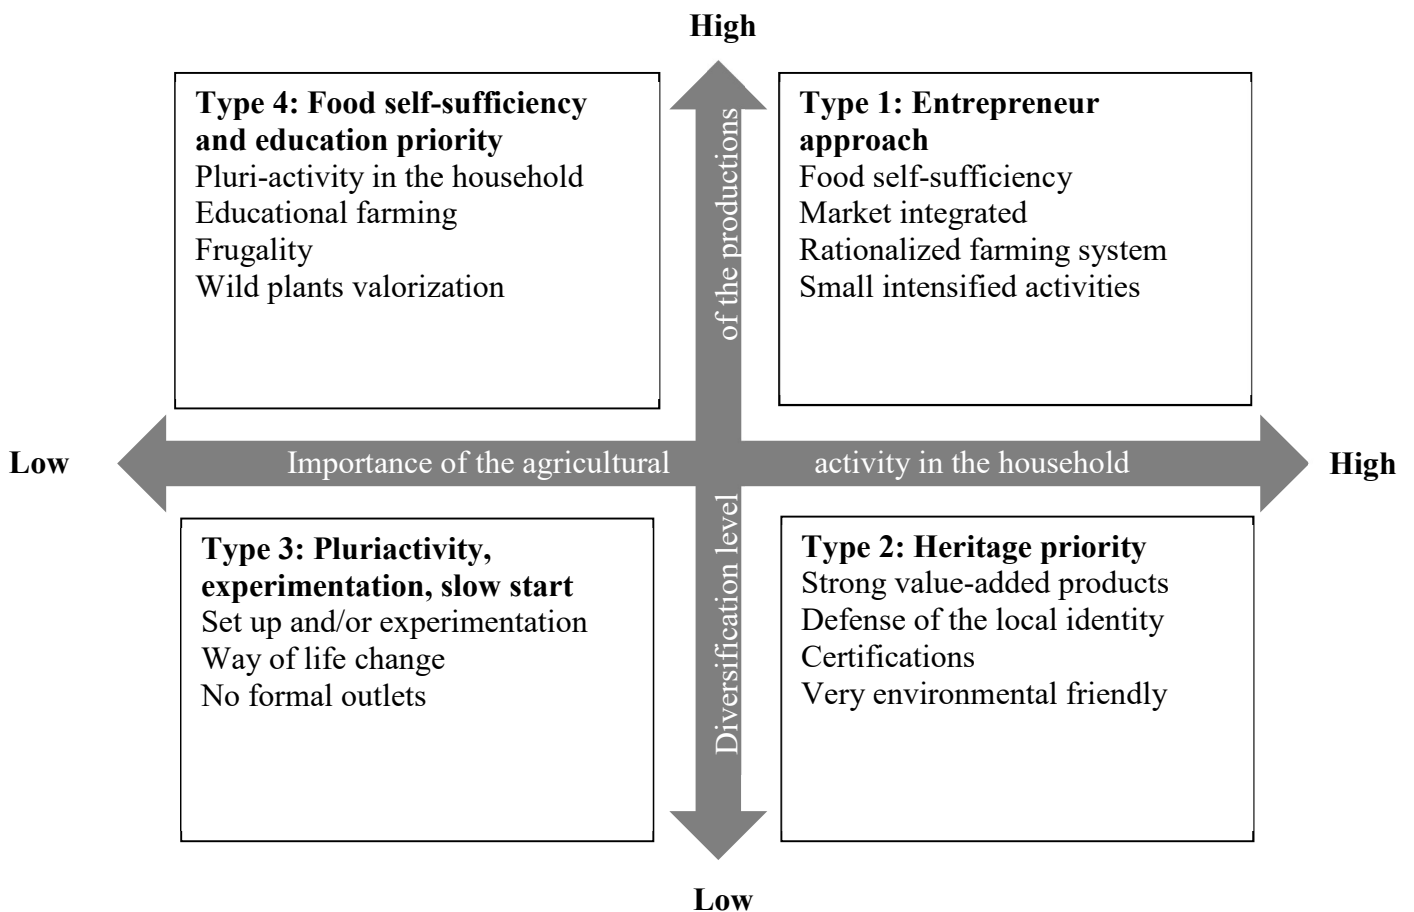 High
Type 4: Food self-sufficiency
and education priority
Pluri-activity in the household
Educational farming
Frugality
Wild plants valorization
Type 1: Entrepreneur
approach
Food self-sufficiency
Market integrated
Rationalized farming system
Small intensified activities
Low
Importance of the agricultural activity in the household
High
Diversification level of the productions
Type 3: Pluriactivity,
experimentation, slow start
Set up and/or experimentation
Way of life change
No formal outlets
Type 2: Heritage priority
Strong value-added products
Defense of the local identity
Certifications
Very environmental friendly
Low